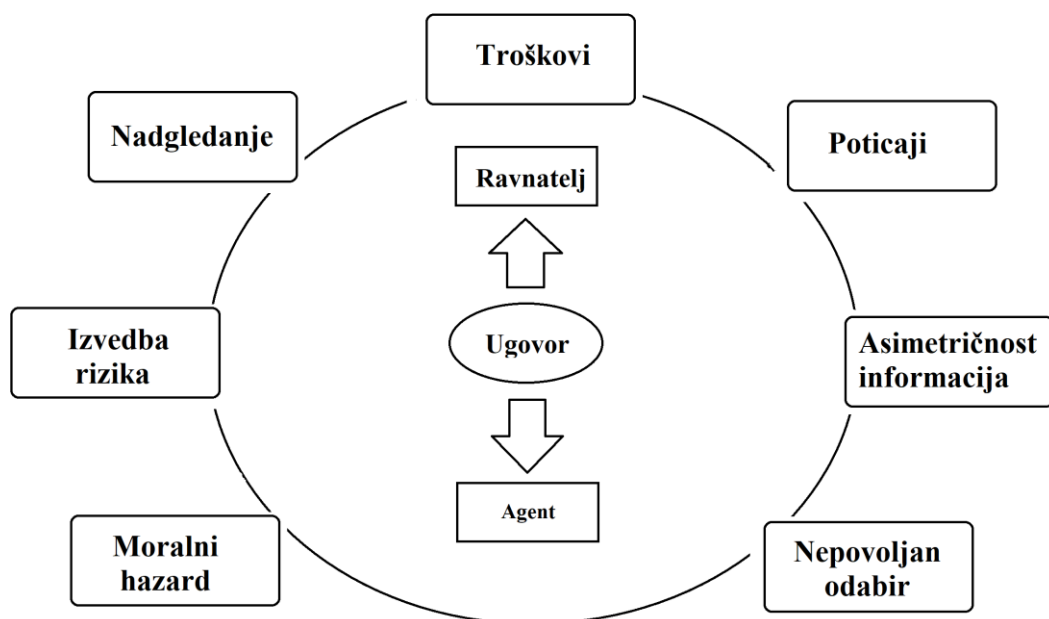 Troškovi
Nadgledanje
Poticaji
Ravnatelj
Izvedba
rizika
Ugovor
Asimetričnost
informacija
Agent
Moralni
hazard
Nepovoljan
odabir